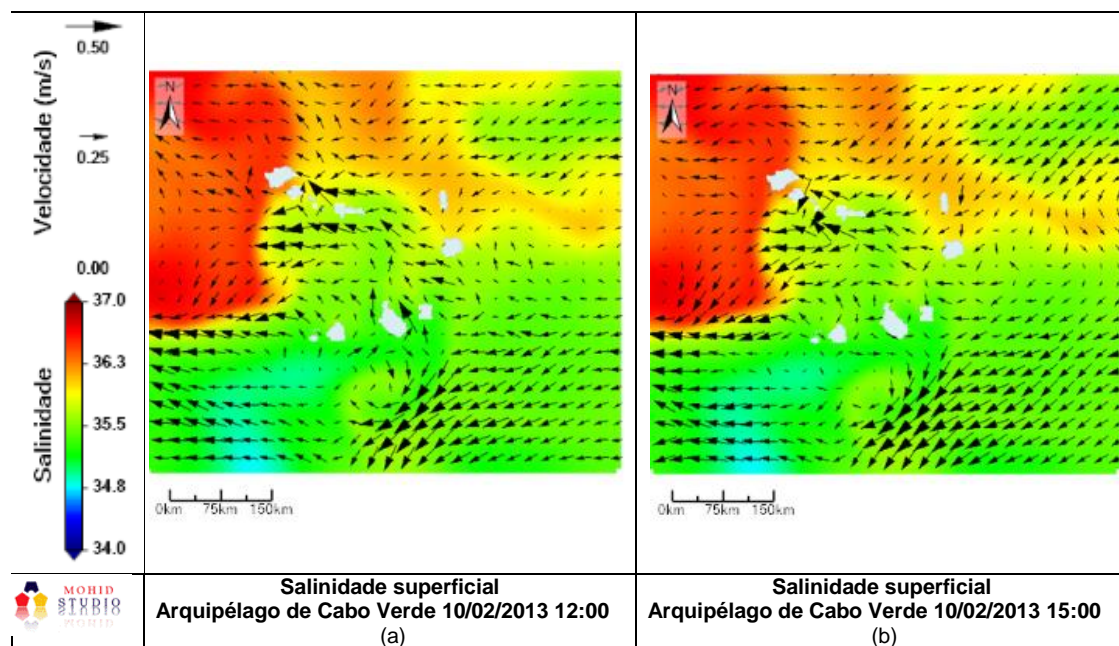 0.50
Velocidade (m/s)
0.25
0.00
37.0
36.3
35.5
34.8
34.0
Salinidade
N
0km 75km 150km
N
0km 75km 150km
MOHID
STUDIO
Salinidade superficial
Arquipélago de Cabo Verde 10/02/2013 12:00
(a)
Salinidade superficial
Arquipélago de Cabo Verde 10/02/2013 15:00
(b)